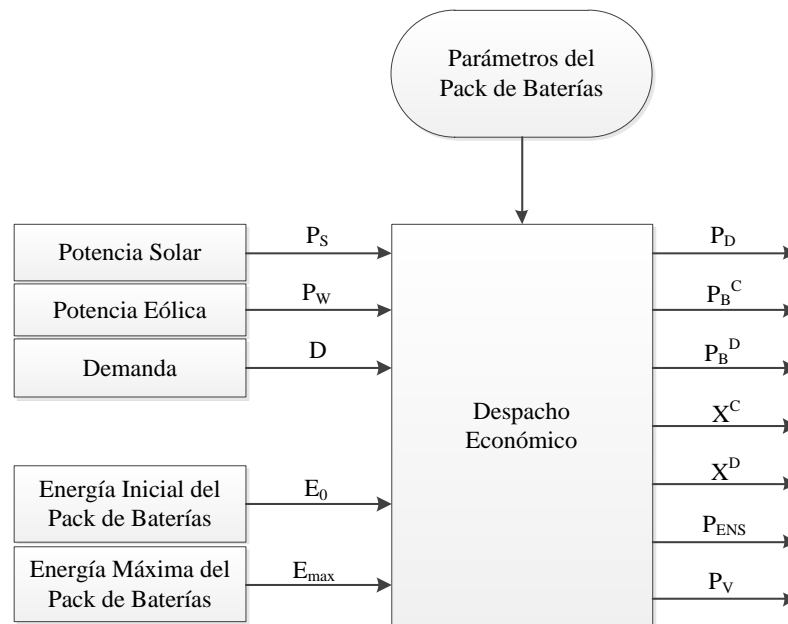 Parámetros del
Pack de Baterías
Potencia Solar
P_S
Potencia Eólica
P_W
Demanda
D
Energía Inicial del
Pack de Baterías
E_0
Energía Máxima del
Pack de Baterías
E_max
Despacho
Económico
P_D
P_B^C
P_B^D
X^C
X^D
P_ENS
P_V